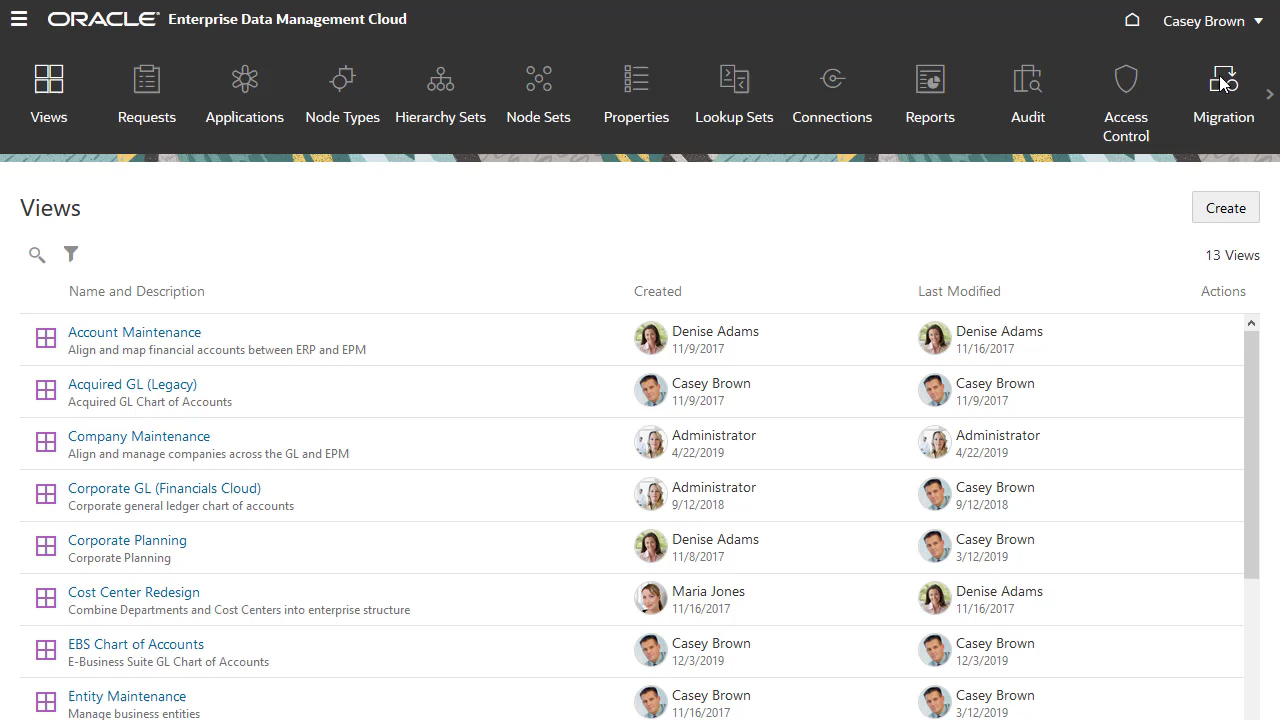 ORACLE Enterprise Data Management Cloud
Casey Brown
Views
Requests
Applications
Node Types
Hierarchy Sets
Node Sets
Properties
Lookup Sets
Connections
Reports
Audit
Access
Control
Migration
Views
Create
13 Views
Name and Description
Created
Last Modified
Actions
Account Maintenance
Align and map financial accounts between ERP and EPM
Denise Adams
11/9/2017
Denise Adams
11/16/2017
Acquired GL (Legacy)
Acquired GL Chart of Accounts
Casey Brown
11/9/2017
Casey Brown
11/9/2017
Company Maintenance
Align and manage companies across the GL and EPM
Administrator
4/22/2019
Administrator
4/22/2019
Corporate GL (Financials Cloud)
Corporate general ledger chart of accounts
Administrator
9/12/2018
Casey Brown
9/12/2018
Corporate Planning
Corporate Planning
Denise Adams
11/8/2017
Casey Brown
3/12/2019
Cost Center Redesign
Combine Departments and Cost Centers into enterprise structure
Maria Jones
11/16/2017
Denise Adams
11/16/2017
EBS Chart of Accounts
E-Business Suite GL Chart of Accounts
Casey Brown
12/3/2019
Casey Brown
12/3/2019
Entity Maintenance
Manage business entities
Casey Brown
11/16/2017
Casey Brown
3/12/2019